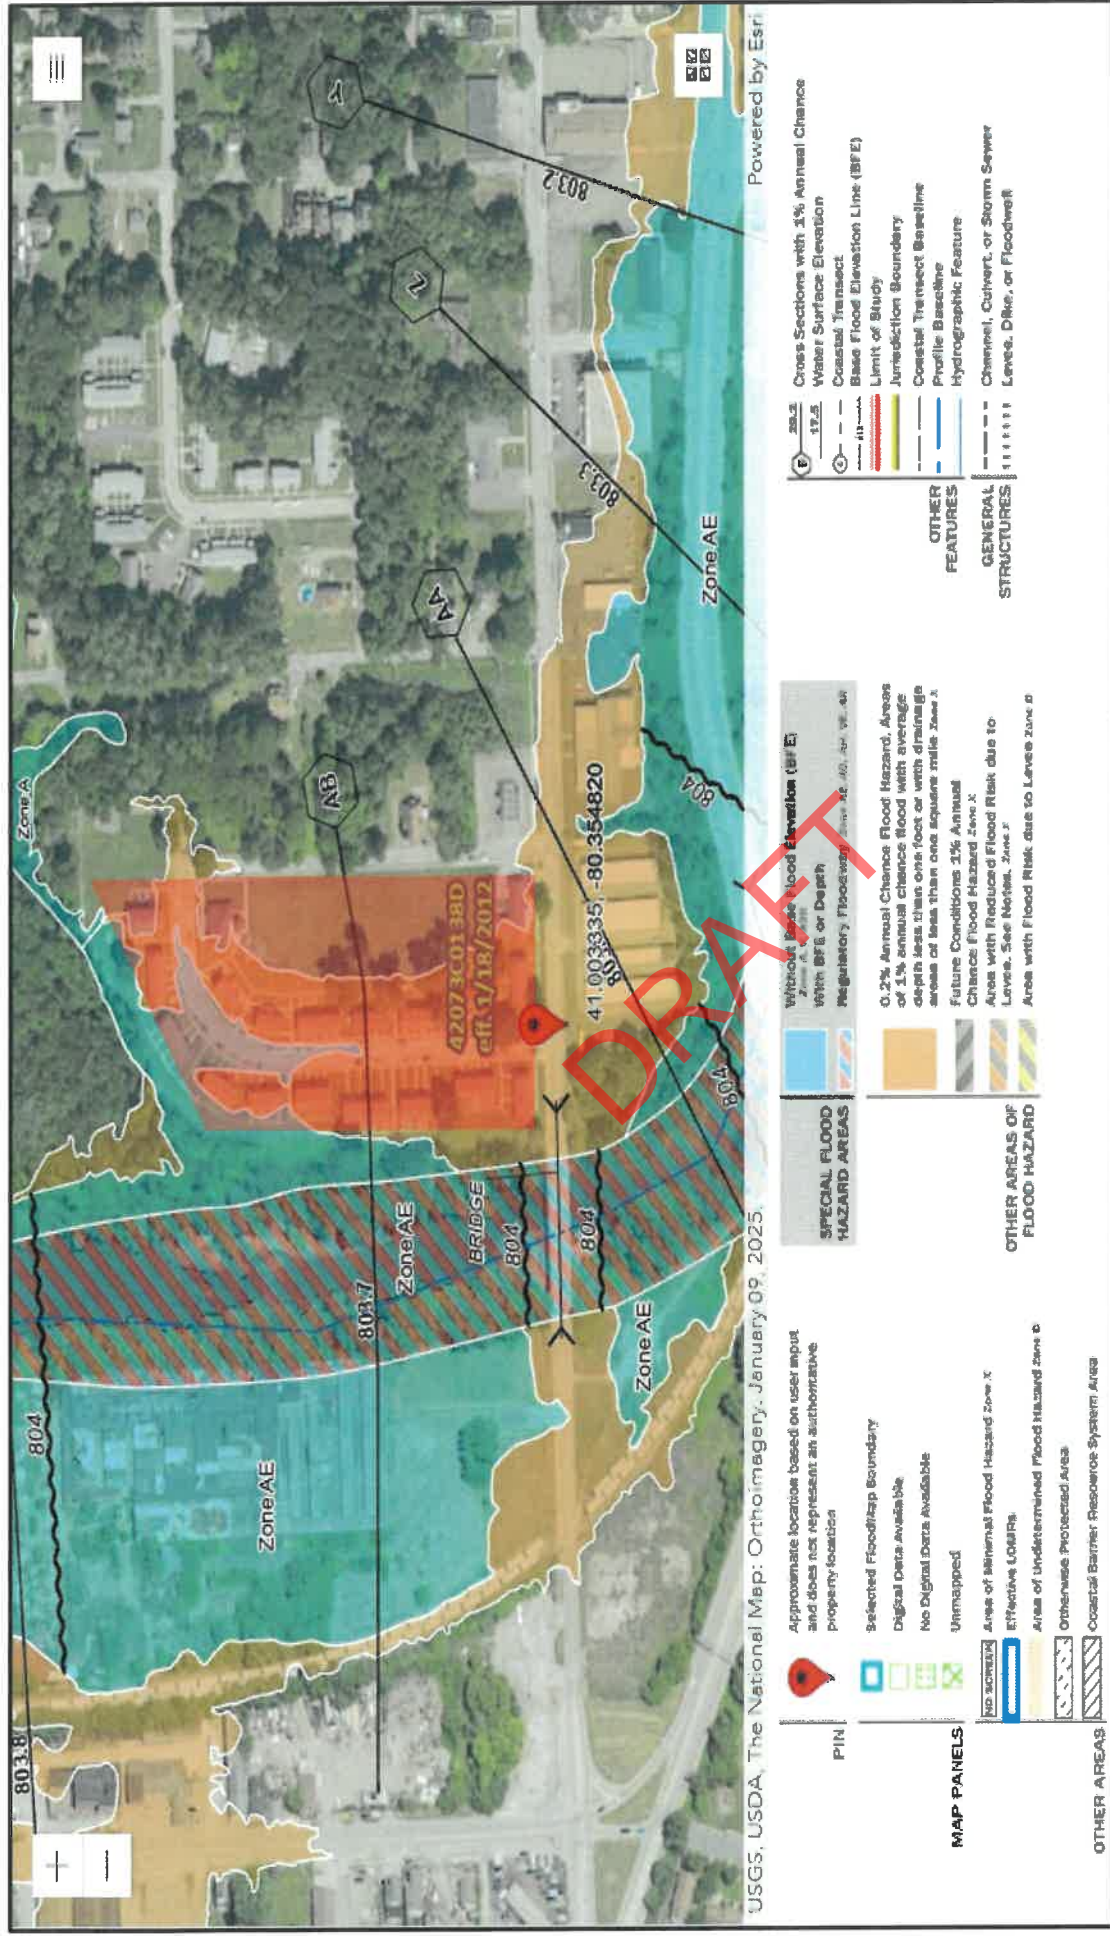 803.8
804
Zone A
Y
Z
AA
AB
803.2
803.3
803.7
Zone AE
Zone AE
BRIDGE
804
804
Zone AE
42073C0138D
eff. 1/18/2012
41.003335, -80.354820
804
804
Zone AE
USGS, USDA, The National Map: Orthoimagery. January 09, 2025.
Powered by Esri
DRAFT
PIN
Approximate location based on user input
and does not represent an authoritative
property location
MAP PANELS
Selected FloodMap Boundary
Digital Data Available
No Digital Data Available
Unmapped
OTHER AREAS
NO SCREEN Area of Minimal Flood Hazard Zone X
Effective LOMRs
Area of Undetermined Flood Hazard Zone D
Otherwise Protected Area
Coastal Barrier Resource System Area
SPECIAL FLOOD
HAZARD AREAS
Without Base Flood Elevation (BFE)
With BFE or Depth
Regulatory Floodway
OTHER AREAS OF
FLOOD HAZARD
0.2% Annual Chance Flood Hazard, Areas
of 1% annual chance flood with average
depth less than one foot or with drainage
areas of less than one square mile Zone X
Future Conditions 1% Annual
Chance Flood Hazard Zone X
Area with Reduced Flood Risk due to
Levee. See Notes. Zone X
Area with Flood Risk due to Levee Zone D
OTHER
FEATURES
20.2 Cross Sections with 1% Annual Chance
17.5 Water Surface Elevation
Coastal Transect
Base Flood Elevation Line (BFE)
Limit of Study
Jurisdiction Boundary
Coastal Transect Baseline
Profile Baseline
Hydrographic Feature
GENERAL
STRUCTURES
Channel, Culvert, or Storm Sewer
Levee, Dike, or Floodwall